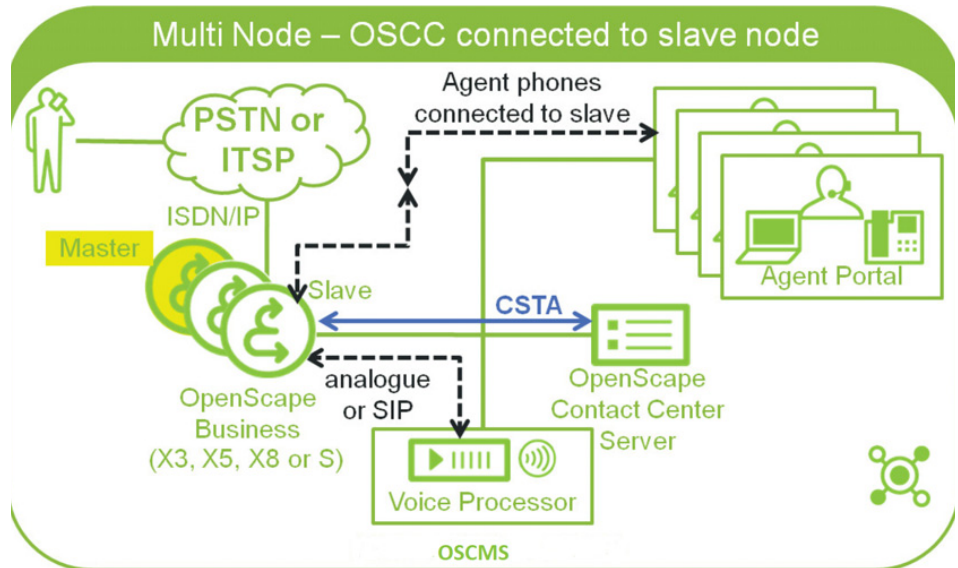 Multi Node – OSCC connected to slave node
Agent phones
connected to slave
PSTN or
ITSP
ISDN/IP
Master
Slave
CSTA
Agent Portal
analogue
or SIP
OpenScape
Business
(X3, X5, X8 or S)
OpenScape
Contact Center
Server
Voice Processor
OSCMS